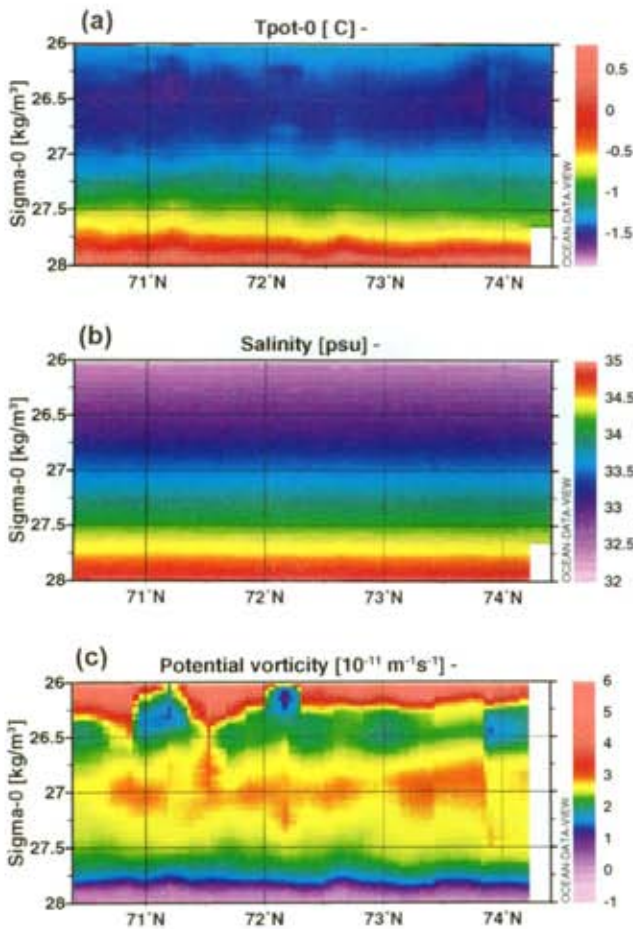 (a)
Tpot-0 [ C] -
Sigma-0 [kg/m³]
26
26.5
27
27.5
28
71°N
72°N
73°N
74°N
OCEAN-DATA-VIEW
0.5
0
-0.5
-1
-1.5
(b)
Salinity [psu] -
Sigma-0 [kg/m³]
26
26.5
27
27.5
28
71°N
72°N
73°N
74°N
OCEAN-DATA-VIEW
35
34.5
34
33.5
33
32.5
32
(c)
Potential vorticity [10⁻¹¹ m⁻¹s⁻¹] -
Sigma-0 [kg/m³]
26
26.5
27
27.5
28
71°N
72°N
73°N
74°N
OCEAN-DATA-VIEW
6
5
4
3
2
1
0
-1